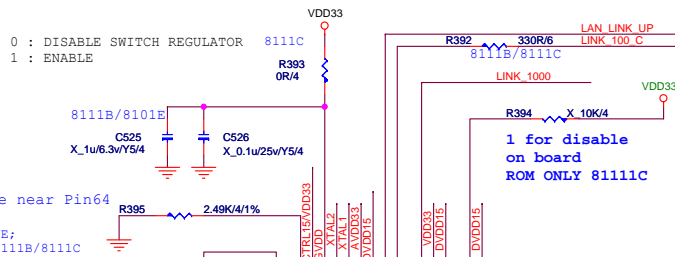 VDD33
0 : DISABLE SWITCH REGULATOR
1 : ENABLE
8111C
R393
0R/4
R392
330R/6
8111B/8111C
LAN_LINK_UP
LINK_100_C
LINK_1000
VDD33
R394
X_10K/4
1 for disable
on board
ROM ONLY 81111C
8111B/8101E
C525
X_1u/6.3v/Y5/4
C526
X_0.1u/25v/Y5/4
e near Pin64
R395
2.49K/4/1%
E;
111B/8111C
CTRL15/VDD33
GVDD
XTAL2
XTAL1
AVDD33
DVDD15
VDD33
DVDD15
DVDD15